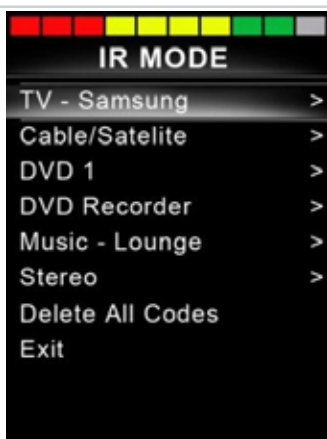 IR MODE
TV - Samsung >
Cable/Satelite >
DVD 1 >
DVD Recorder >
Music - Lounge >
Stereo >
Delete All Codes
Exit